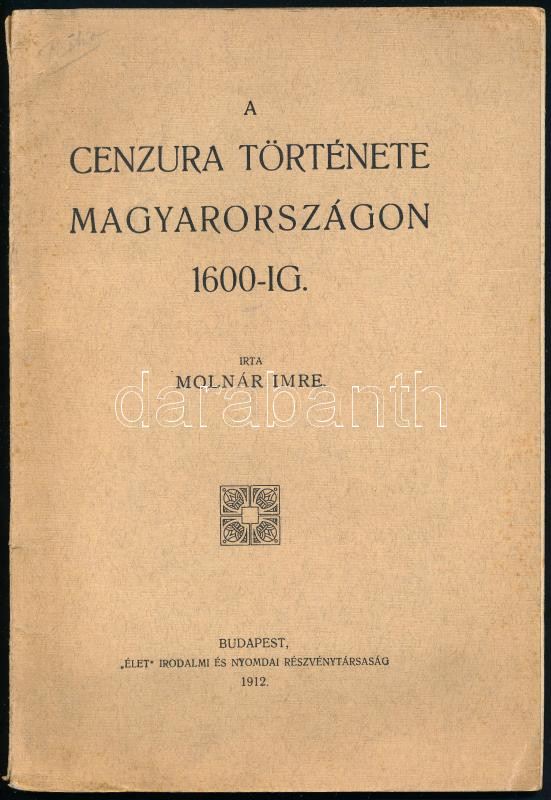 A
CENZURA TÖRTÉNETE
MAGYARORSZÁGON
1600-IG.
IRTA
MOLNÁR IMRE.
darabanth
BUDAPEST,
„ÉLET" IRODALMI ÉS NYOMDAI RÉSZVÉNYTÁRSASÁG
1912.